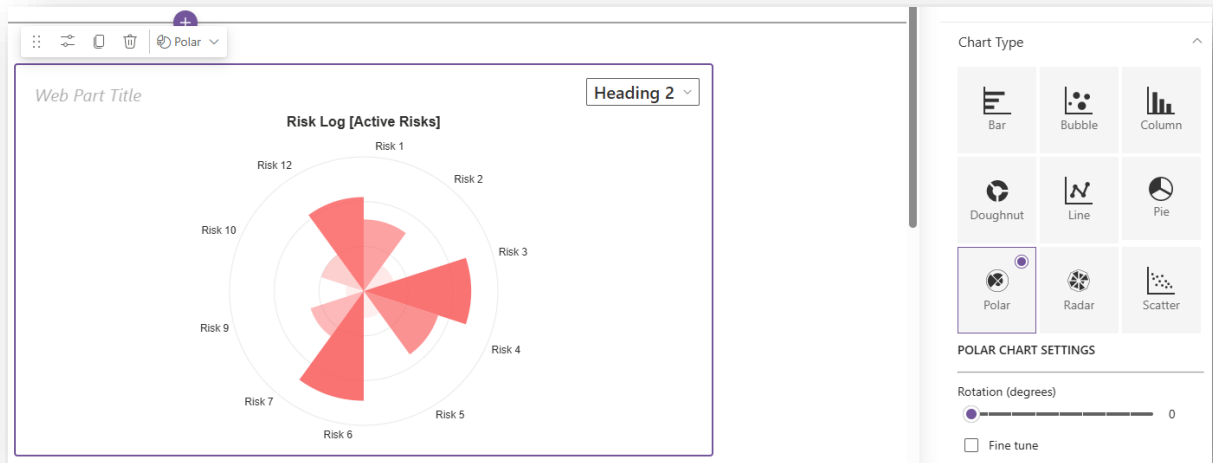 Polar
Web Part Title
Heading 2
Risk Log [Active Risks]
Risk 1
Risk 2
Risk 3
Risk 4
Risk 5
Risk 6
Risk 7
Risk 9
Risk 10
Risk 12
Chart Type
Bar
Bubble
Column
Doughnut
Line
Pie
Polar
Radar
Scatter
POLAR CHART SETTINGS
Rotation (degrees)
0
Fine tune